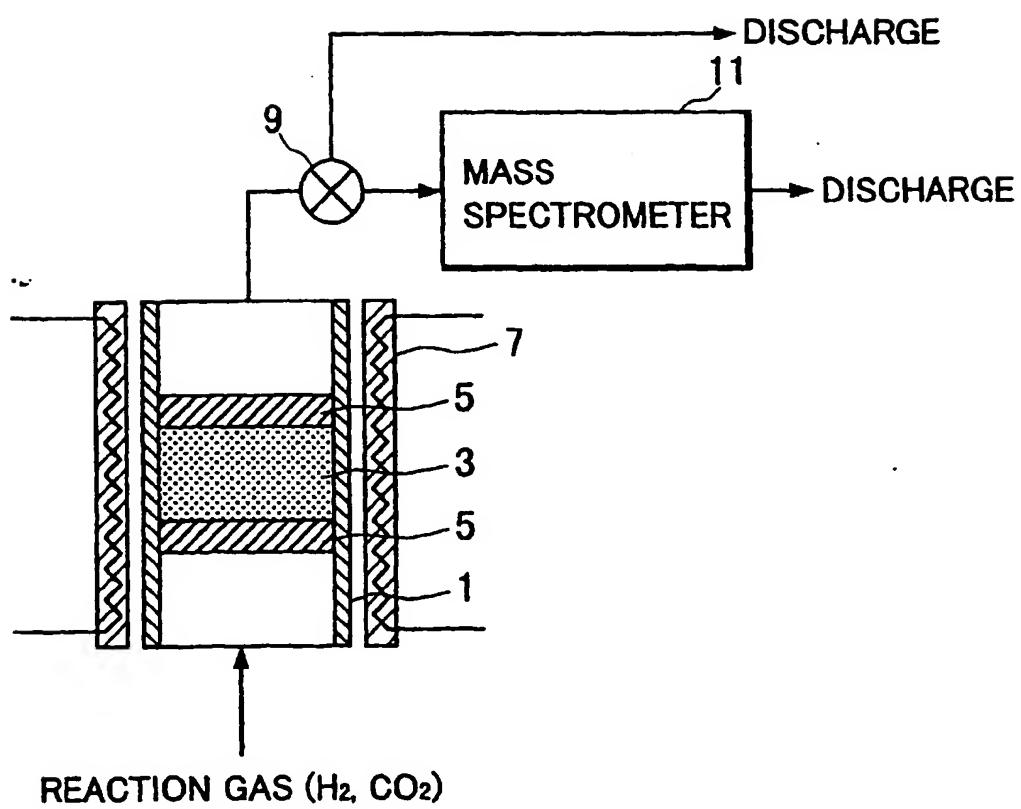 DISCHARGE
11
9
MASS
SPECTROMETER
DISCHARGE
7
5
3
5
1
REACTION GAS (H₂, CO₂)